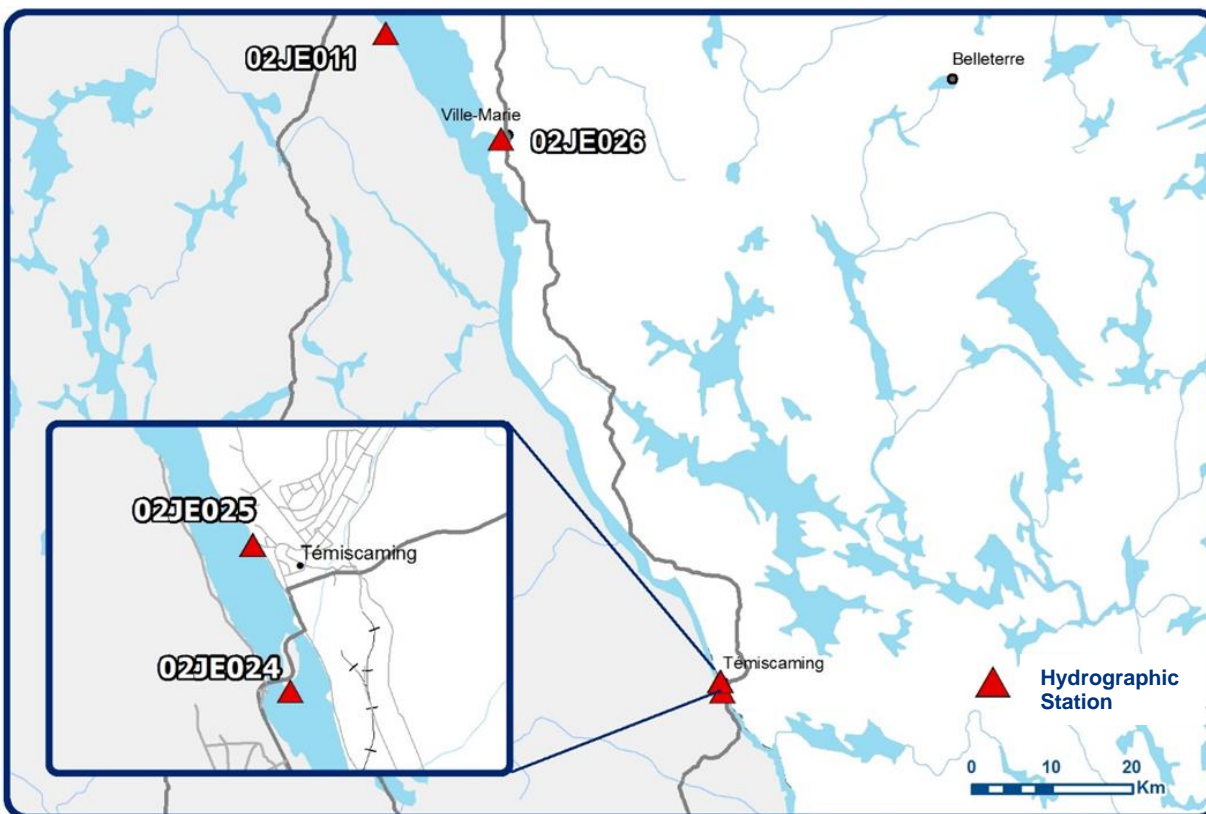 02JE011
Belleterre
Ville-Marie
02JE026
02JE025
Témiscaming
02JE024
Témiscaming
Hydrographic
Station
0 10 20
Km